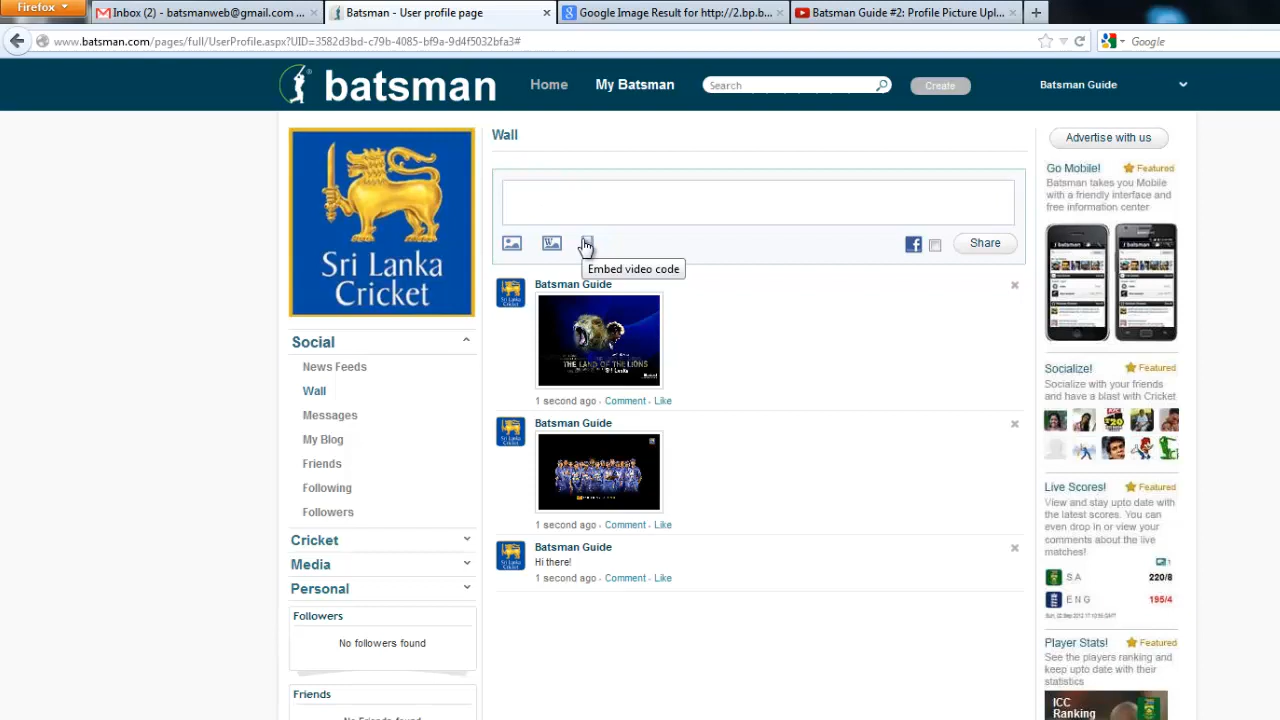 Firefox
Inbox (2) - batsmanweb@gmail.com ...
Batsman - User profile page
Google Image Result for http://2.bp.b...
Batsman Guide #2: Profile Picture Upl...
www.batsman.com/pages/full/UserProfile.aspx?UID=3582d3bd-c79b-4085-bf9a-9d4f5032bfa3#
Google
batsman
Home
My Batsman
Search
Create
Batsman Guide
Sri Lanka
Cricket
Social
News Feeds
Wall
Messages
My Blog
Friends
Following
Followers
Cricket
Media
Personal
Followers
No followers found
Friends
No Friends found
Wall
Share
Embed video code
Batsman Guide
THE LAND OF THE LIONS
1 second ago - Comment - Like
Batsman Guide
1 second ago - Comment - Like
Batsman Guide
Hi there!
1 second ago - Comment - Like
Advertise with us
Go Mobile!
Featured
Batsman takes you Mobile
with a friendly interface and
free information center
Socialize!
Featured
Socialize with your friends
and have a blast with Cricket
Live Scores!
Featured
View and stay upto date with
the latest scores. You can
even drop in or view your
comments about the live
matches!
1
S A
220/8
E N G
195/4
Player Stats!
Featured
See the players ranking and
keep upto date with their
statistics
ICC
Ranking